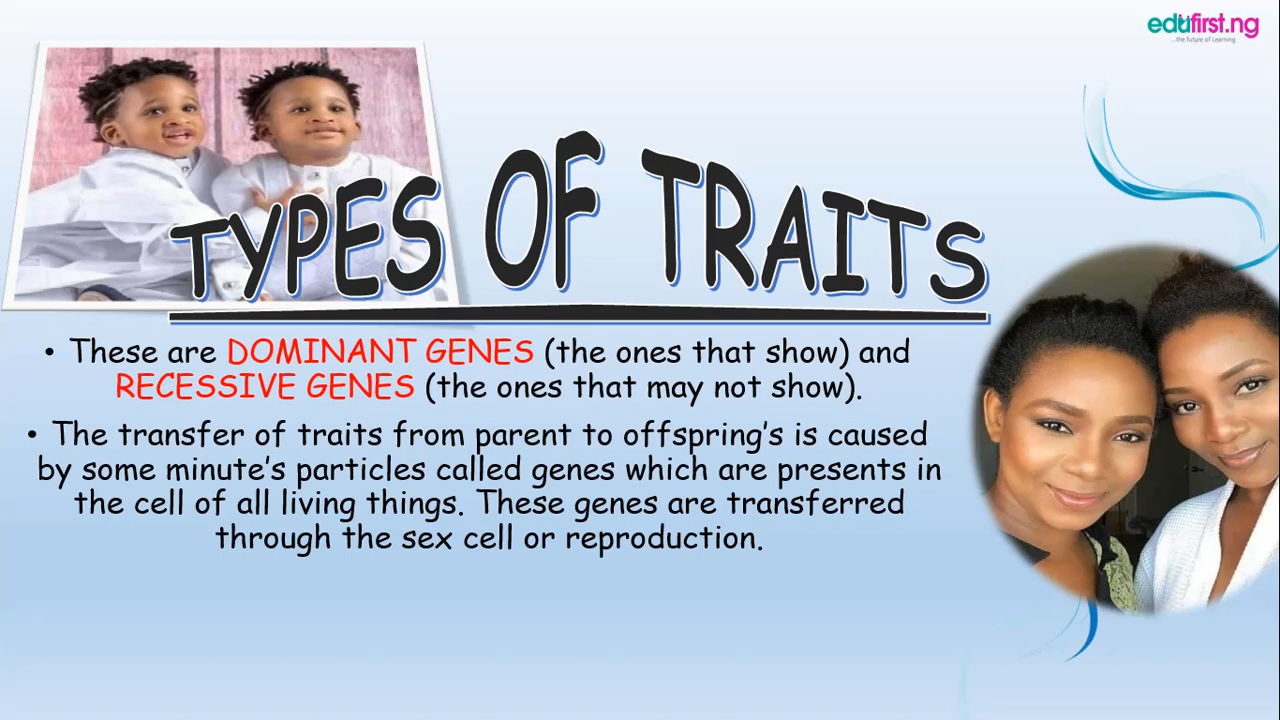 edufirst.ng
...the future of Learning
TYPES OF TRAITS
• These are DOMINANT GENES (the ones that show) and
RECESSIVE GENES (the ones that may not show).
• The transfer of traits from parent to offspring's is caused
by some minute's particles called genes which are presents in
the cell of all living things. These genes are transferred
through the sex cell or reproduction.